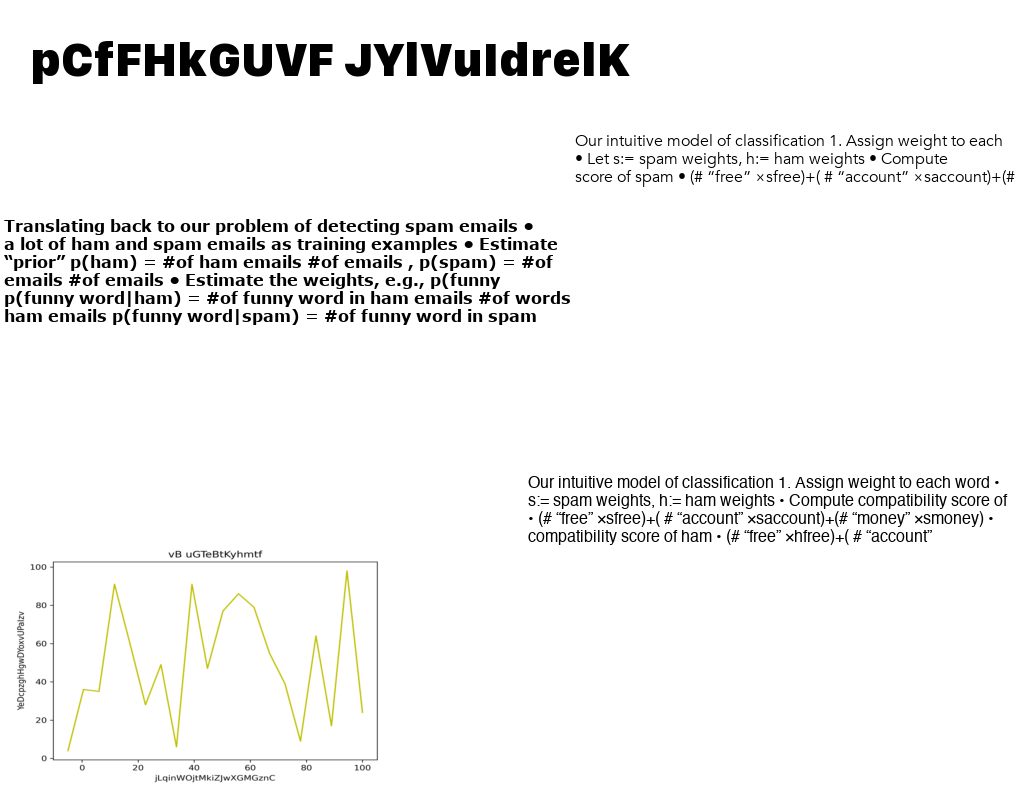 pCfFHkGUVF JYlVuIdrelK
Our intuitive model of classification 1. Assign weight to each
• Let s:= spam weights, h:= ham weights • Compute
score of spam • (# “free” ×sfree)+( # “account” ×saccount)+(#
Translating back to our problem of detecting spam emails •
a lot of ham and spam emails as training examples • Estimate
“prior” p(ham) = #of ham emails #of emails , p(spam) = #of
emails #of emails • Estimate the weights, e.g., p(funny
p(funny word|ham) = #of funny word in ham emails #of words
ham emails p(funny word|spam) = #of funny word in spam
Our intuitive model of classification 1. Assign weight to each word •
s:= spam weights, h:= ham weights • Compute compatibility score of
• (# “free” ×sfree)+( # “account” ×saccount)+(# “money” ×smoney) •
compatibility score of ham • (# “free” ×hfree)+( # “account”
vB uGTeBtKyhmtf
YeDcpzghHgwDYoxvUPaIzv
100
80
60
40
20
0
0 20 40 60 80 100
jLqinWOjtMkiZJwXGMGznC